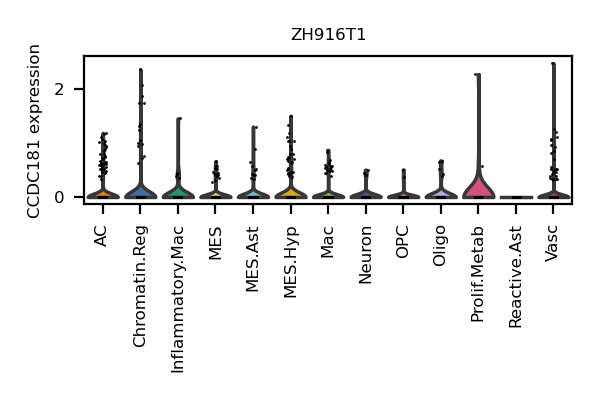 ZH916T1
CCDC181 expression
2
0
AC
Chromatin.Reg
Inflammatory.Mac
MES
MES.Ast
MES.Hyp
Mac
Neuron
OPC
Oligo
Prolif.Metab
Reactive.Ast
Vasc